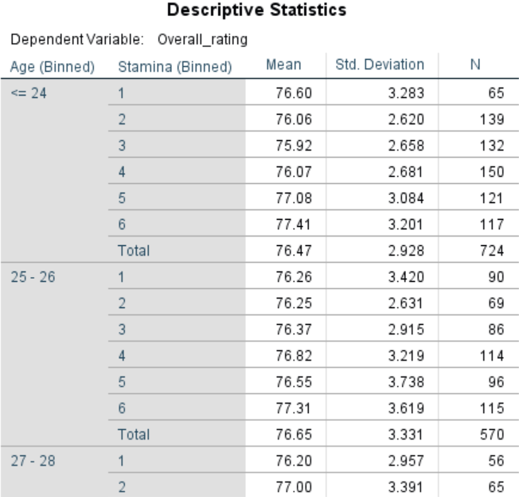 Descriptive Statistics
Dependent Variable: Overall_rating
Age (Binned) Stamina (Binned) Mean Std. Deviation N
<= 24 1 76.60 3.283 65
2 76.06 2.620 139
3 75.92 2.658 132
4 76.07 2.681 150
5 77.08 3.084 121
6 77.41 3.201 117
Total 76.47 2.928 724
25 - 26 1 76.26 3.420 90
2 76.25 2.631 69
3 76.37 2.915 86
4 76.82 3.219 114
5 76.55 3.738 96
6 77.31 3.619 115
Total 76.65 3.331 570
27 - 28 1 76.20 2.957 56
2 77.00 3.391 65